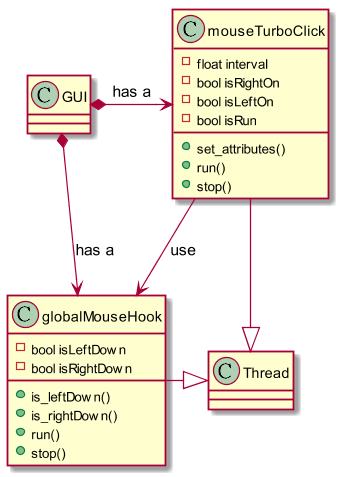 C mouseTurboClick
float interval
bool isRightOn
bool isLeftOn
bool isRun
set_attributes()
run()
stop()
C GUI
has a
has a
use
C globalMouseHook
bool isLeftDown
bool isRightDown
is_leftDown()
is_rightDown()
run()
stop()
C Thread